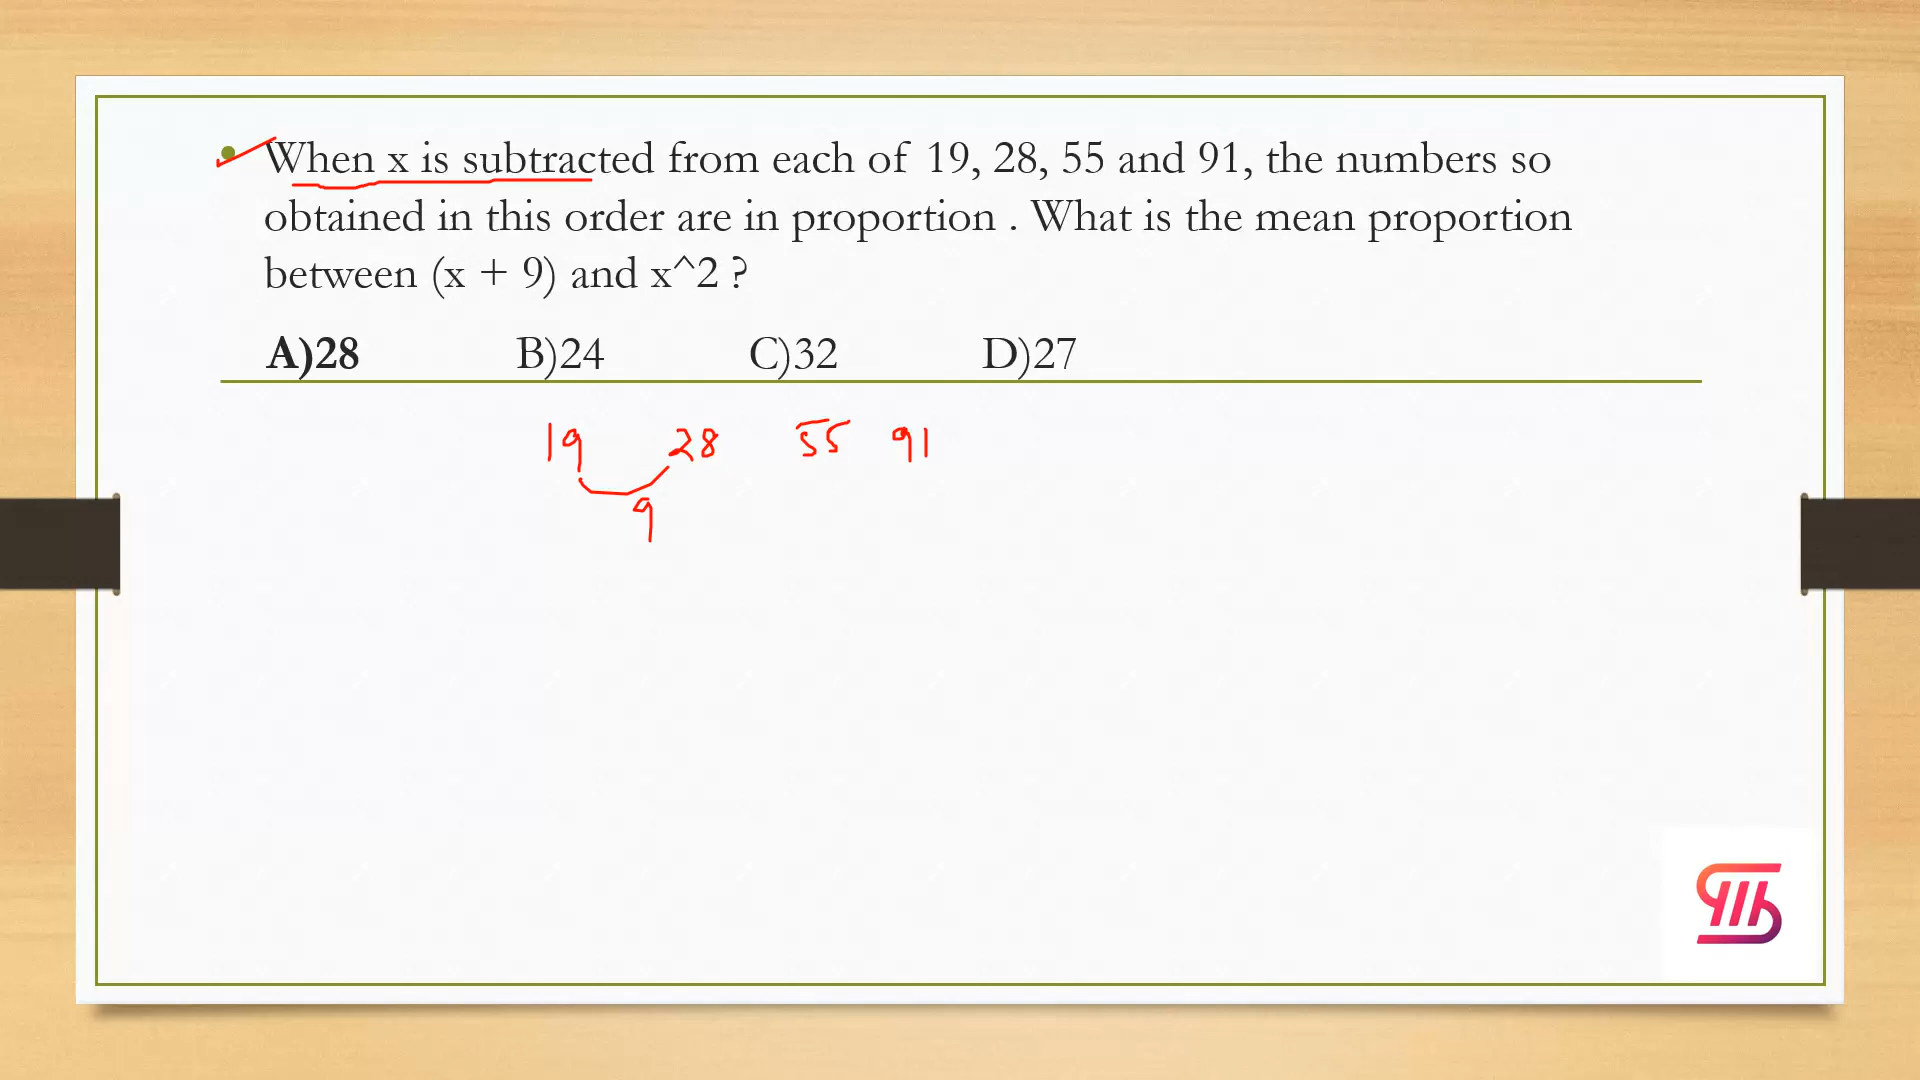 When x is subtracted from each of 19, 28, 55 and 91, the numbers so
obtained in this order are in proportion . What is the mean proportion
between (x + 9) and x^2 ?
A)28 B)24 C)32 D)27
19 28 55 91
9